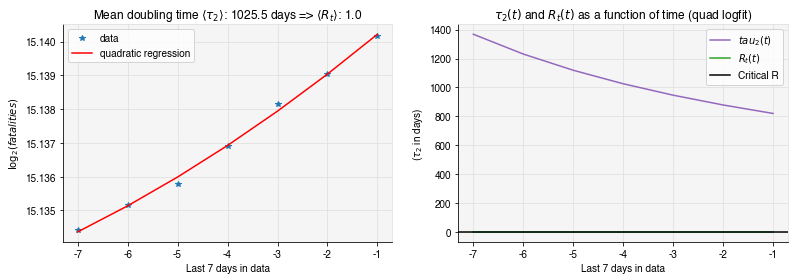 Mean doubling time ⟨τ₂⟩: 1025.5 days => ⟨Rₜ⟩: 1.0
data
quadratic regression
log₂(fatalities)
15.140
15.139
15.138
15.137
15.136
15.135
-7 -6 -5 -4 -3 -2 -1
Last 7 days in data
τ₂(t) and Rₜ(t) as a function of time (quad logfit)
tau₂(t)
Rₜ(t)
Critical R
(τ₂ in days)
1400
1200
1000
800
600
400
200
0
-7 -6 -5 -4 -3 -2 -1
Last 7 days in data